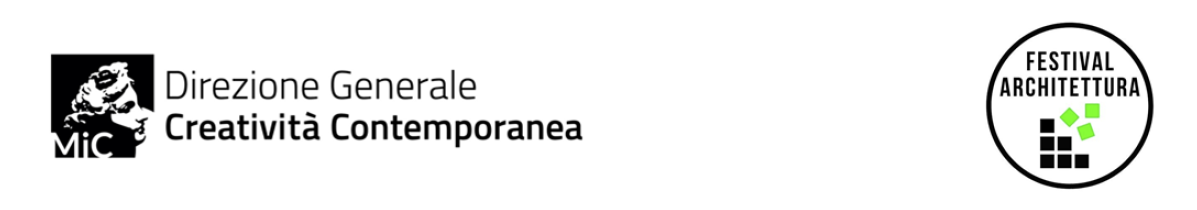 MiC
Direzione Generale
Creatività Contemporanea
FESTIVAL
ARCHITETTURA